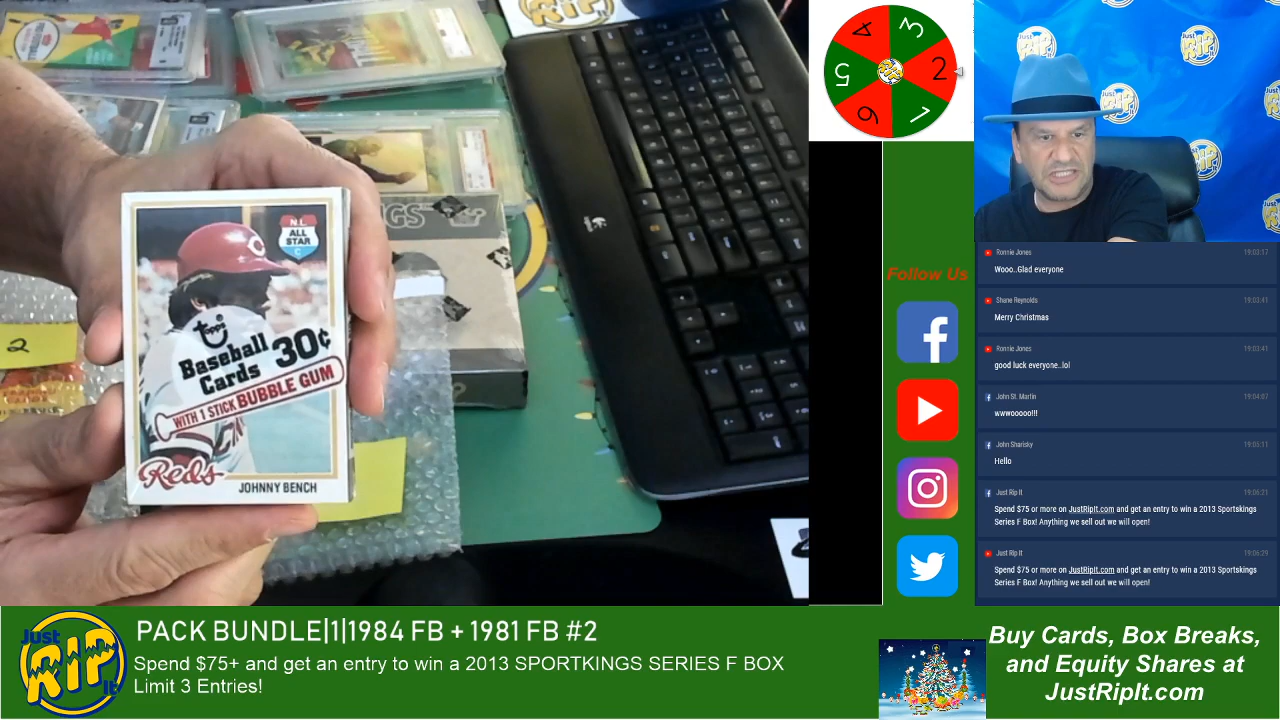 N.L.
ALL
STAR
C
topps
Baseball
Cards 30¢
WITH 1 STICK BUBBLE GUM
Reds
JOHNNY BENCH
2
4
3
5
2
6
1
Follow Us
Ronnie Jones 19:03:17
Wooo..Glad everyone
Shane Reynolds 19:03:41
Merry Christmas
Ronnie Jones 19:03:41
good luck everyone..lol
John St. Martin 19:04:07
wwwooooo!!!
John Sharisky 19:05:11
Hello
Just Rip It 19:06:21
Spend $75 or more on JustRipIt.com and get an entry to win a 2013 Sportskings
Series F Box! Anything we sell out we will open!
Just Rip It 19:06:29
Spend $75 or more on JustRipIt.com and get an entry to win a 2013 Sportskings
Series F Box! Anything we sell out we will open!
Just
RIP
It
PACK BUNDLE|1|1984 FB + 1981 FB #2
Spend $75+ and get an entry to win a 2013 SPORTKINGS SERIES F BOX
Limit 3 Entries!
Buy Cards, Box Breaks,
and Equity Shares at
JustRipIt.com